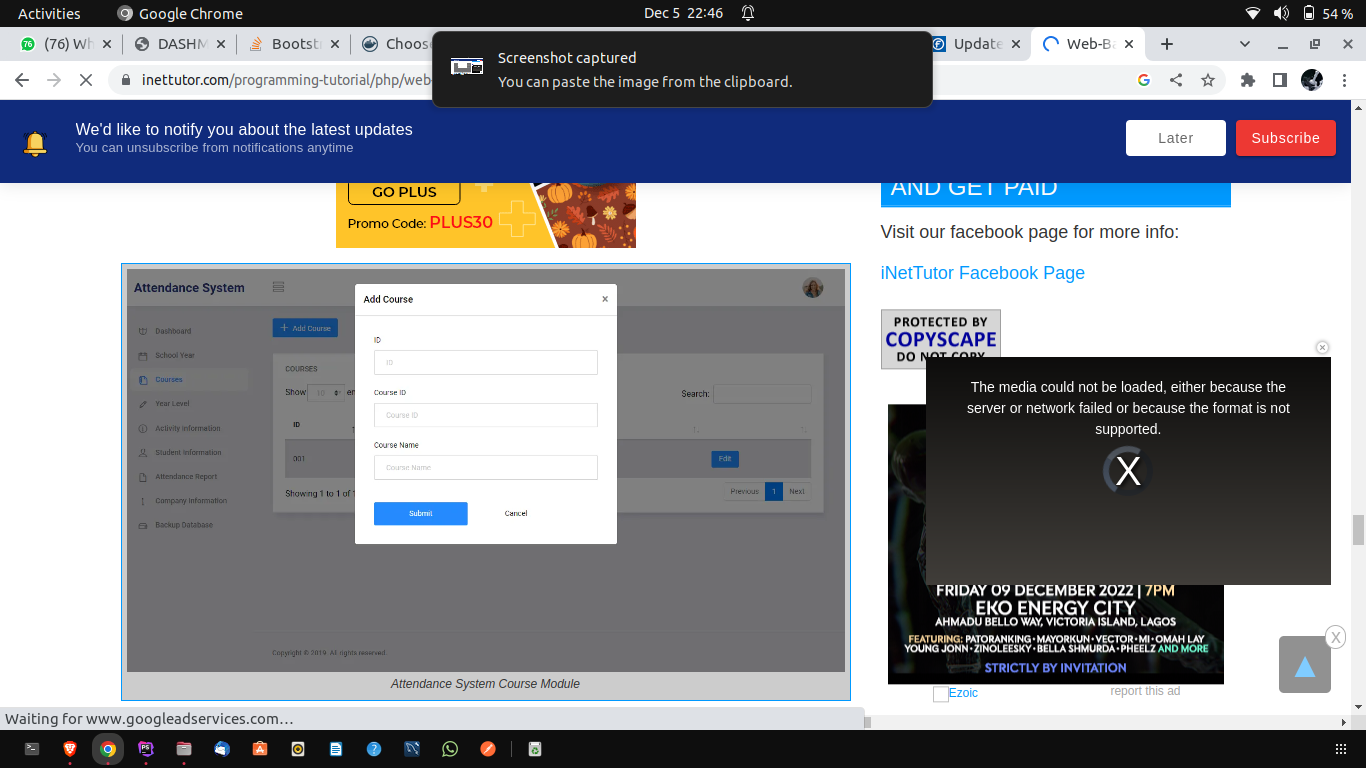 Activities
Google Chrome
Dec 5 22:46
54 %
76
(76) Wh
DASHM
Bootst
Choose
Update
Web-Ba
Screenshot captured
You can paste the image from the clipboard.
inettutor.com/programming-tutorial/php/web
We'd like to notify you about the latest updates
You can unsubscribe from notifications anytime
Later
Subscribe
GO PLUS
Promo Code: PLUS30
AND GET PAID
Visit our facebook page for more info:
iNetTutor Facebook Page
PROTECTED BY
COPYSCAPE
DO NOT COPY
Attendance System
Dashboard
School Year
Courses
Year Level
Activity Information
Student Information
Attendance Report
Company Information
Backup Database
+ Add Course
COURSES
Show 10 en
Search:
ID
001
Edit
Showing 1 to 1 of 1
Previous 1 Next
Copyright © 2019. All rights reserved.
Add Course
×
ID
ID
Course ID
Course ID
Course Name
Course Name
Submit
Cancel
Attendance System Course Module
The media could not be loaded, either because the
server or network failed or because the format is not
supported.
X
FRIDAY 09 DECEMBER 2022 | 7PM
EKO ENERGY CITY
AHMADU BELLO WAY, VICTORIA ISLAND, LAGOS
FEATURING: PATORANKING • MAYORKUN • VECTOR • MI • OMAH LAY
YOUNG JONN • ZINOLEESKY • BELLA SHMURDA • PHEELZ AND MORE
STRICTLY BY INVITATION
Ezoic
report this ad
X
Waiting for www.googleadservices.com…